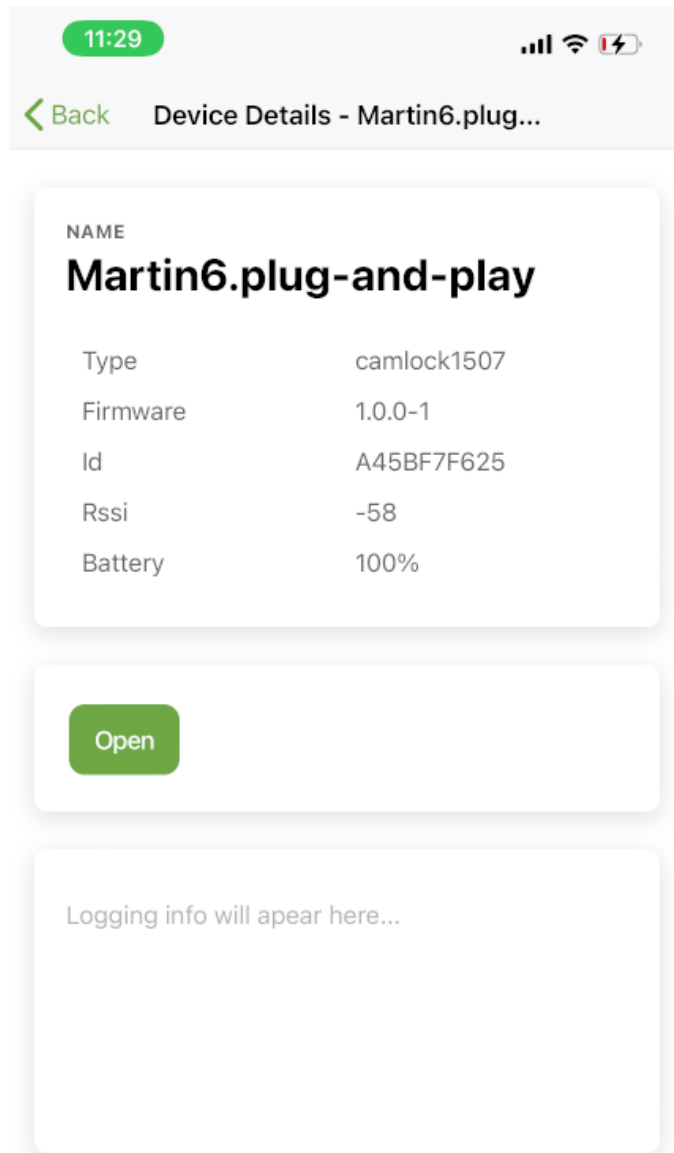 11:29
Back Device Details - Martin6.plug...
NAME
Martin6.plug-and-play
Type camlock1507
Firmware 1.0.0-1
Id A45BF7F625
Rssi -58
Battery 100%
Open
Logging info will apear here...